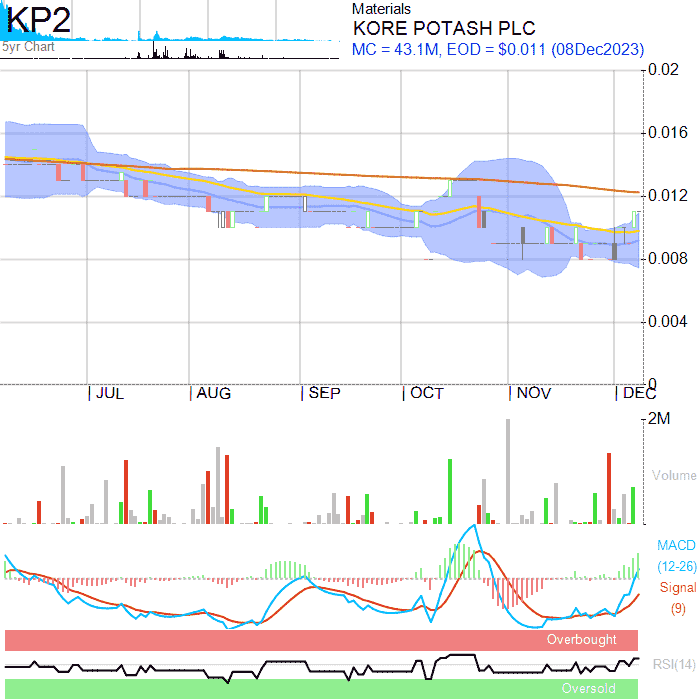 KP2
5yr Chart
Materials
KORE POTASH PLC
MC = 43.1M, EOD = $0.011 (08Dec2023)
0.02
0.016
0.012
0.008
0.004
0
JUL AUG SEP OCT NOV DEC
2M
Volume
MACD
(12-26)
Signal
(9)
Overbought
RSI(14)
Oversold